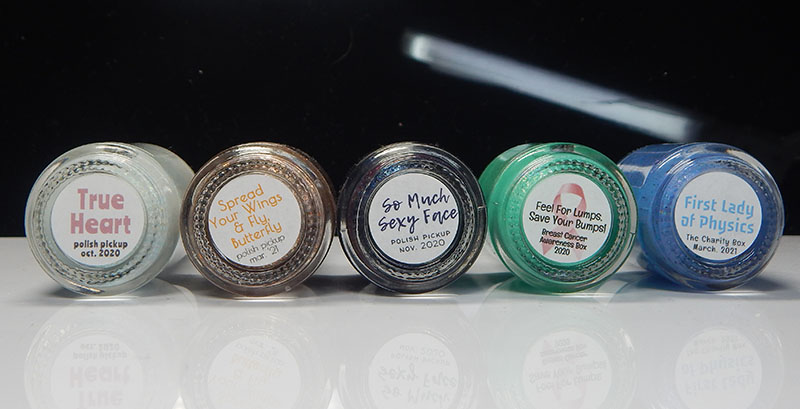 True
Heart
polish pickup
oct. 2020
Spread
Your Wings
& Fly,
Butterfly
polish pickup
mar. '21
So Much
Sexy Face
POLISH PICKUP
NOV. 2020
Feel For Lumps,
Save Your Bumps!
Breast Cancer
Awareness Box
2020
First Lady
of Physics
The Charity Box
March, 2021